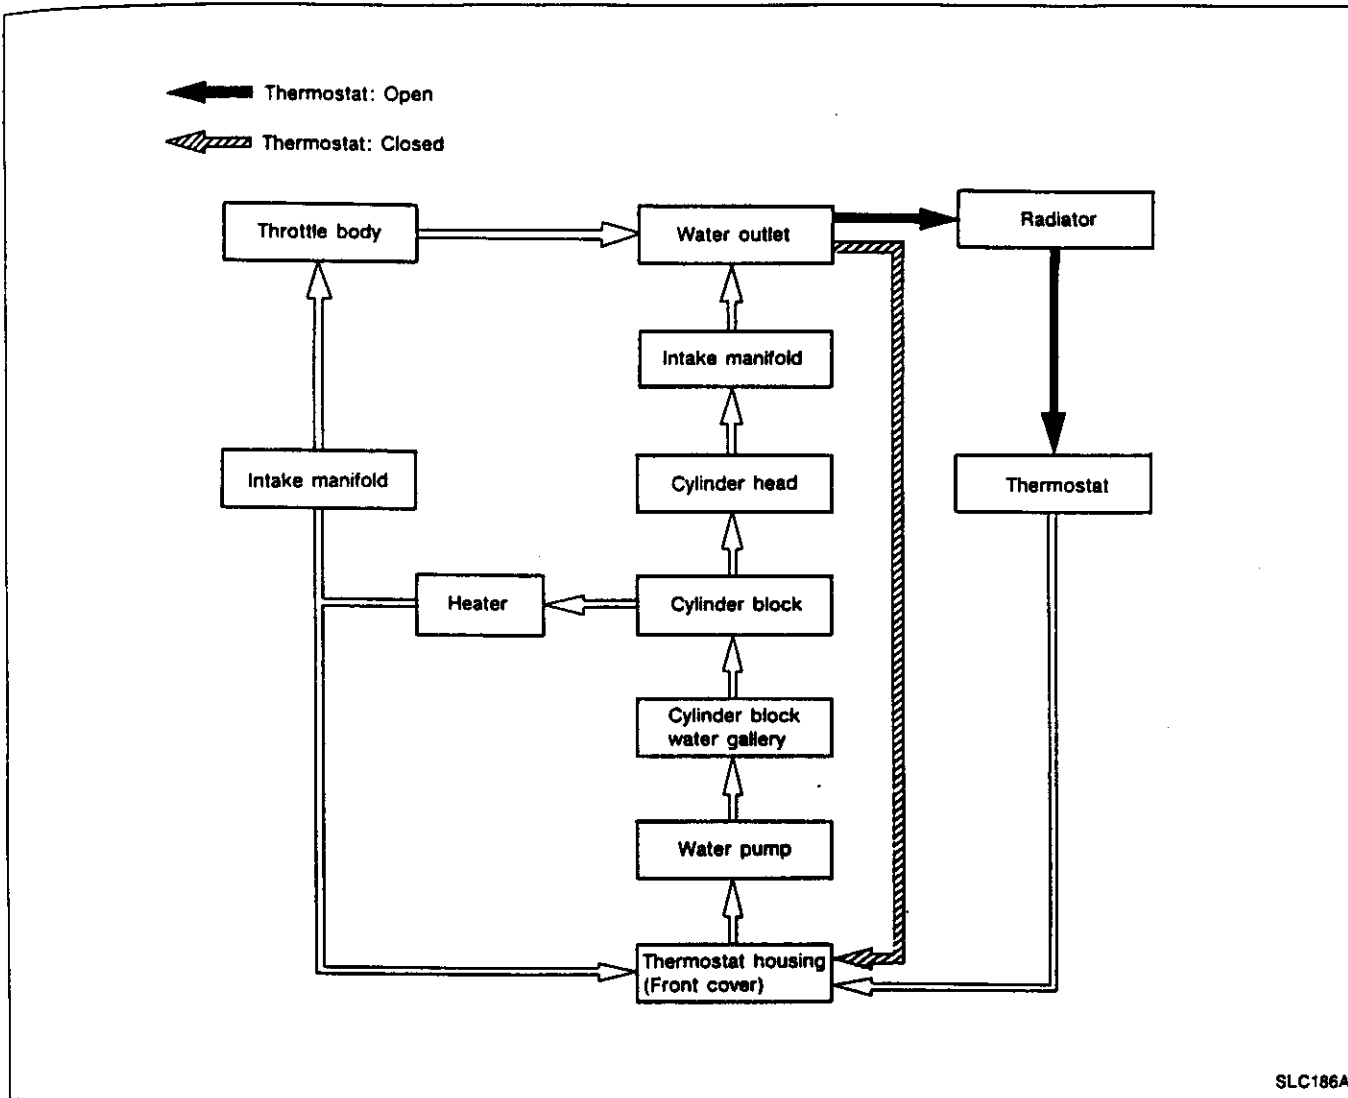 Thermostat: Open
Thermostat: Closed
Throttle body
Water outlet
Radiator
Intake manifold
Intake manifold
Cylinder head
Thermostat
Heater
Cylinder block
Cylinder block
water gallery
Water pump
Thermostat housing
(Front cover)
SLC186A